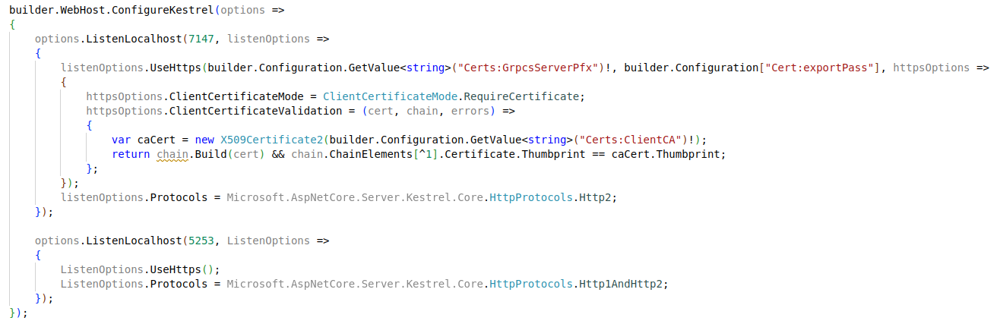 builder.WebHost.ConfigureKestrel(options =>
{
    options.ListenLocalhost(7147, listenOptions =>
    {
        listenOptions.UseHttps(builder.Configuration.GetValue<string>("Certs:GrpcsServerPfx")!, builder.Configuration["Cert:exportPass"], httpsOptions =>
        {
            httpsOptions.ClientCertificateMode = ClientCertificateMode.RequireCertificate;
            httpsOptions.ClientCertificateValidation = (cert, chain, errors) =>
            {
                var caCert = new X509Certificate2(builder.Configuration.GetValue<string>("Certs:ClientCA")!);
                return chain.Build(cert) && chain.ChainElements[^1].Certificate.Thumbprint == caCert.Thumbprint;
            };
        });
        listenOptions.Protocols = Microsoft.AspNetCore.Server.Kestrel.Core.HttpProtocols.Http2;
    });

    options.ListenLocalhost(5253, ListenOptions =>
    {
        ListenOptions.UseHttps();
        ListenOptions.Protocols = Microsoft.AspNetCore.Server.Kestrel.Core.HttpProtocols.Http1AndHttp2;
    });
});